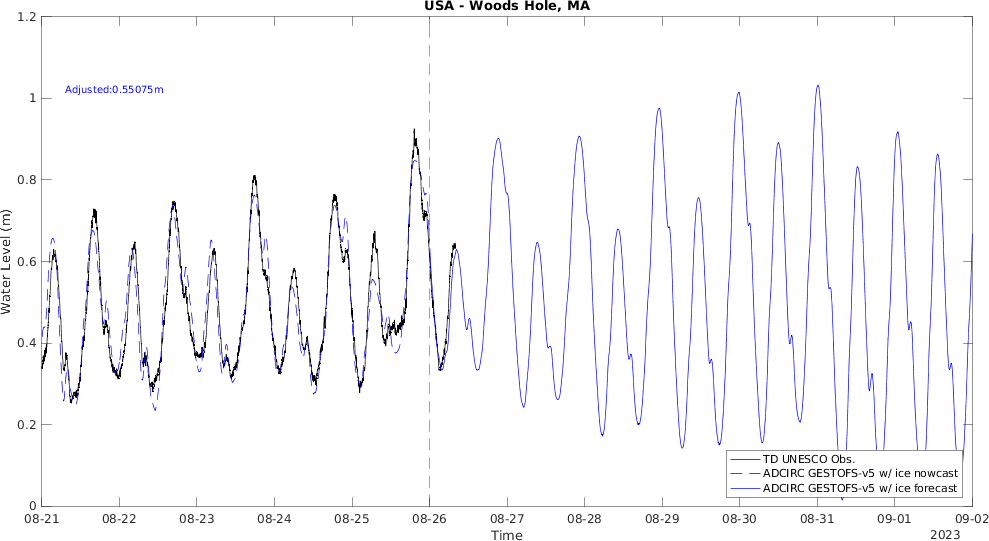 USA - Woods Hole, MA
1.2
1
0.8
0.6
0.4
0.2
0
Water Level (m)
Adjusted:0.55075m
TD UNESCO Obs.
ADCIRC GESTOFS-v5 w/ ice nowcast
ADCIRC GESTOFS-v5 w/ ice forecast
08-21 08-22 08-23 08-24 08-25 08-26 08-27 08-28 08-29 08-30 08-31 09-01 09-02
Time
2023